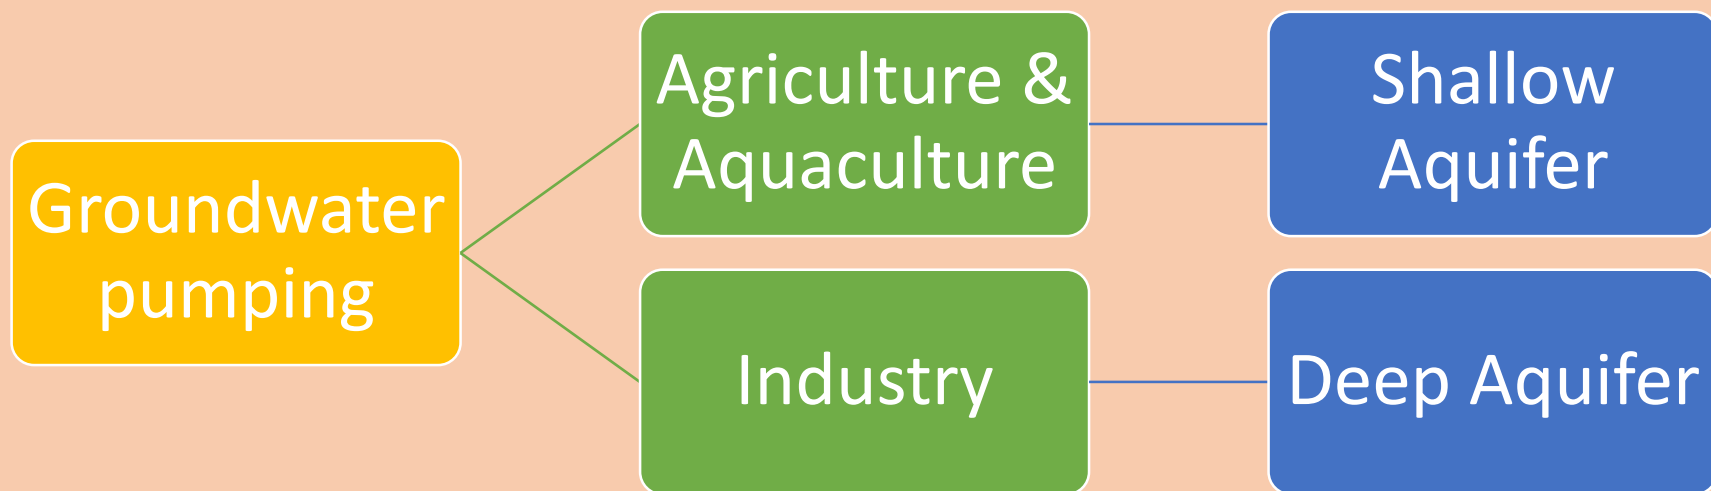 Groundwater
pumping
Agriculture &
Aquaculture
Shallow
Aquifer
Industry
Deep Aquifer